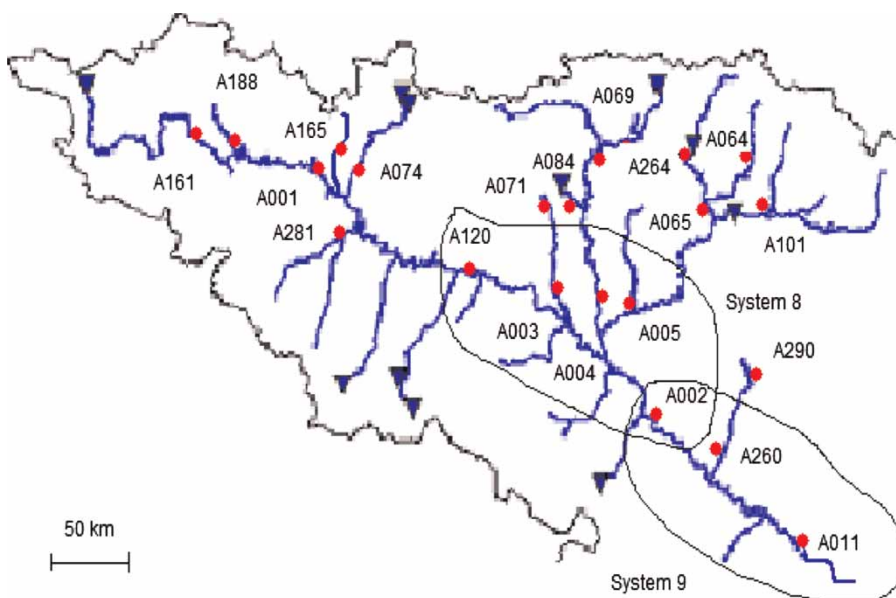 A188
A069
A165
A064
A084
A264
A161
A074
A071
A001
A065
A281
A120
A101
System 8
A003
A005
A004
A290
A002
A260
A011
50 km
System 9